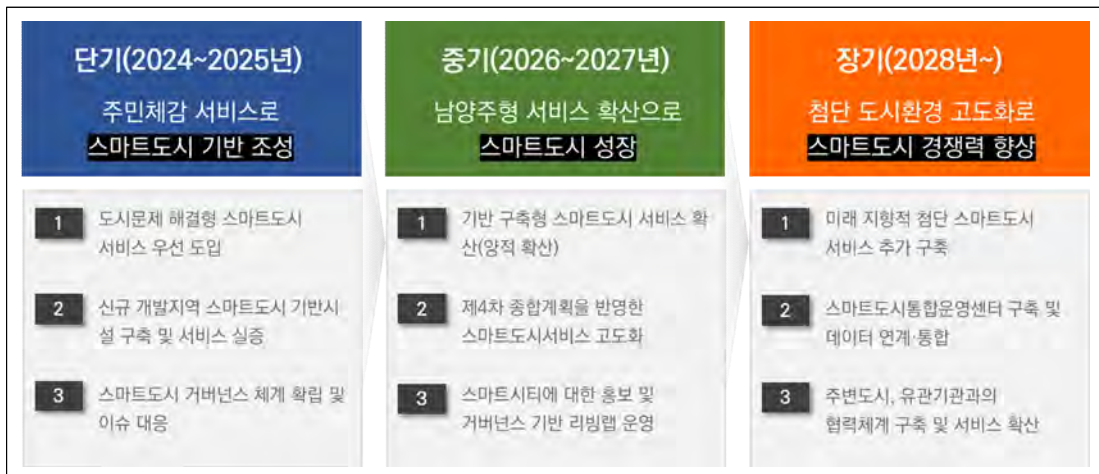 단기(2024~2025년)
주민체감 서비스로
스마트도시 기반 조성
1
도시문제 해결형 스마트도시
서비스 우선 도입
2
신규 개발지역 스마트도시 기반시
설 구축 및 서비스 실증
3
스마트도시 거버넌스 체계 확립 및
이슈 대응
중기(2026~2027년)
남양주형 서비스 확산으로
스마트도시 성장
1
기반 구축형 스마트도시 서비스 확
산(양적 확산)
2
제4차 종합계획을 반영한
스마트도시서비스 고도화
3
스마트시티에 대한 홍보 및
거버넌스 기반 리빙랩 운영
장기(2028년~)
첨단 도시환경 고도화로
스마트도시 경쟁력 향상
1
미래 지향적 첨단 스마트도시
서비스 추가 구축
2
스마트도시통합운영센터 구축 및
데이터 연계·통합
3
주변도시, 유관기관과의
협력체계 구축 및 서비스 확산